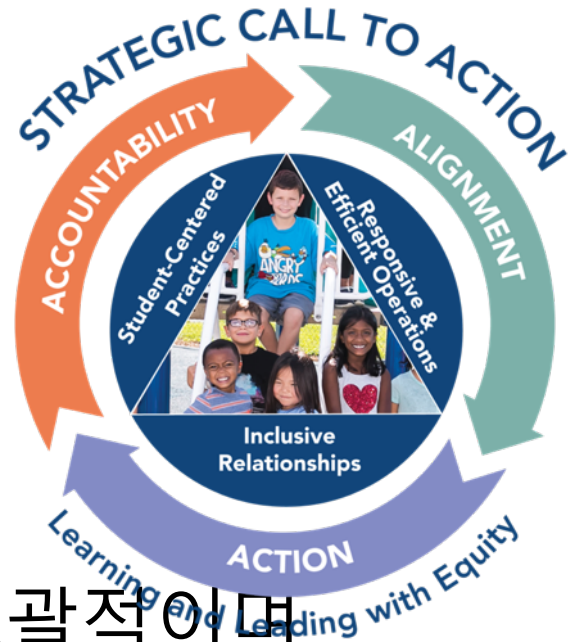 STRATEGIC CALL TO ACTION
ACCOUNTABILITY
ALIGNMENT
Student-Centered
Practices
Responsive &
Efficient Operations
ANGRY
Inclusive
Relationships
ACTION
Learning and Leading with Equity
괄적이며